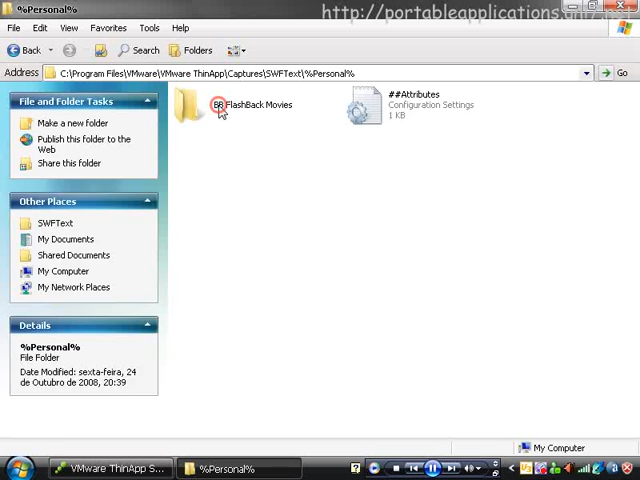 %Personal%
http://portableapplications.
File Edit View Favorites Tools Help
Back Search Folders
Address C:\Program Files\VMware\VMware ThinApp\Captures\SWFText\%Personal% Go
File and Folder Tasks
Make a new folder
Publish this folder to the
Web
Share this folder
Other Places
SWFText
My Documents
Shared Documents
My Computer
My Network Places
Details
%Personal%
File Folder
Date Modified: sexta-feira, 24
de Outubro de 2008, 20:39
BB FlashBack Movies
##Attributes
Configuration Settings
1 KB
My Computer
VMware ThinApp S... %Personal%